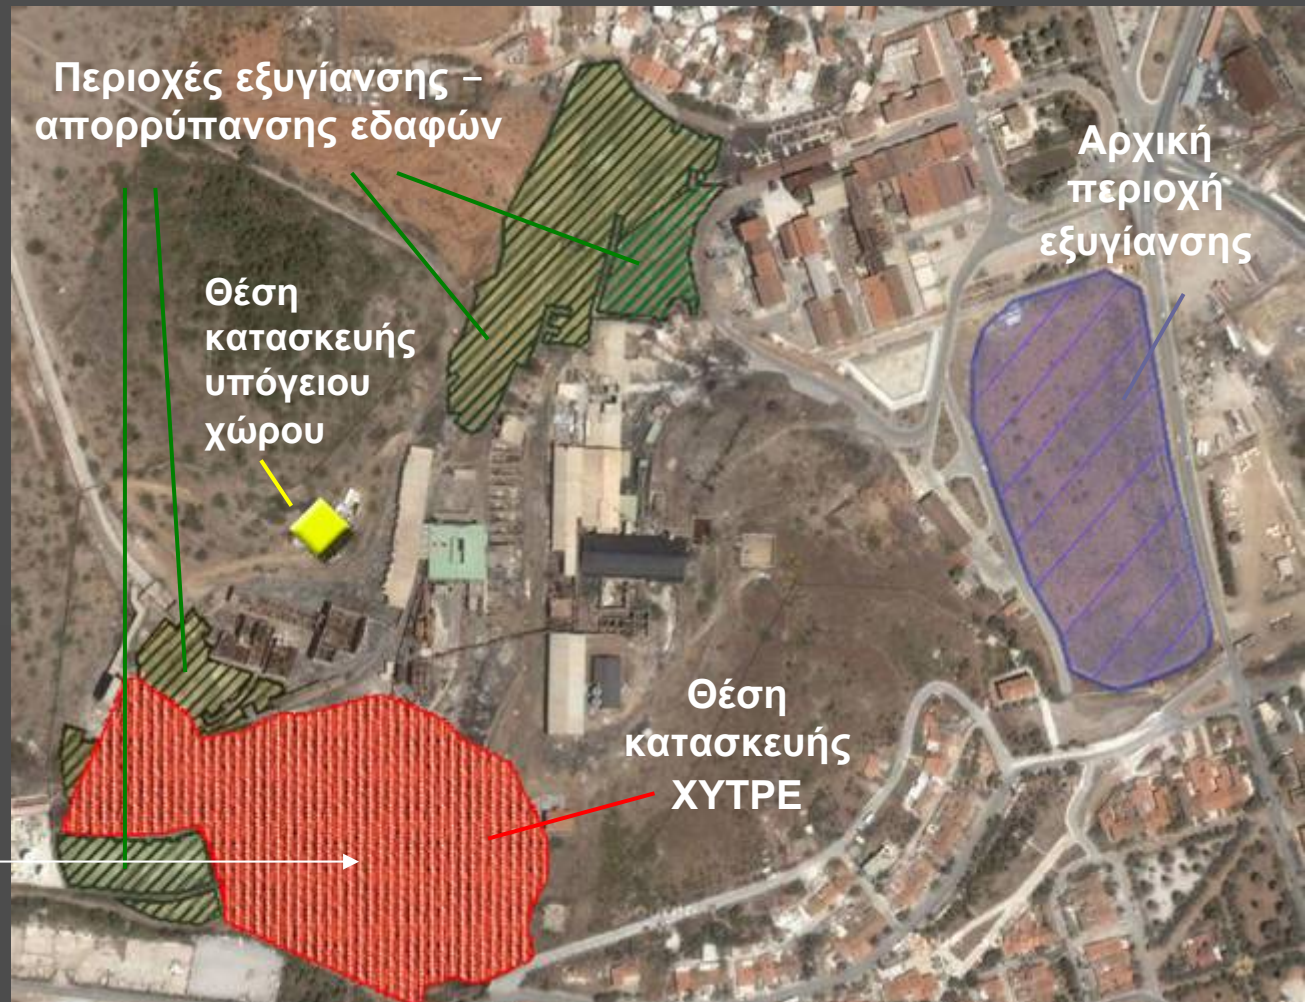 Περιοχές εξυγίανσης –
απορρύπανσης εδαφών
Αρχική
περιοχή
εξυγίανσης
Θέση
κατασκευής
υπόγειου
χώρου
Θέση
κατασκευής
ΧΥΤΡΕ